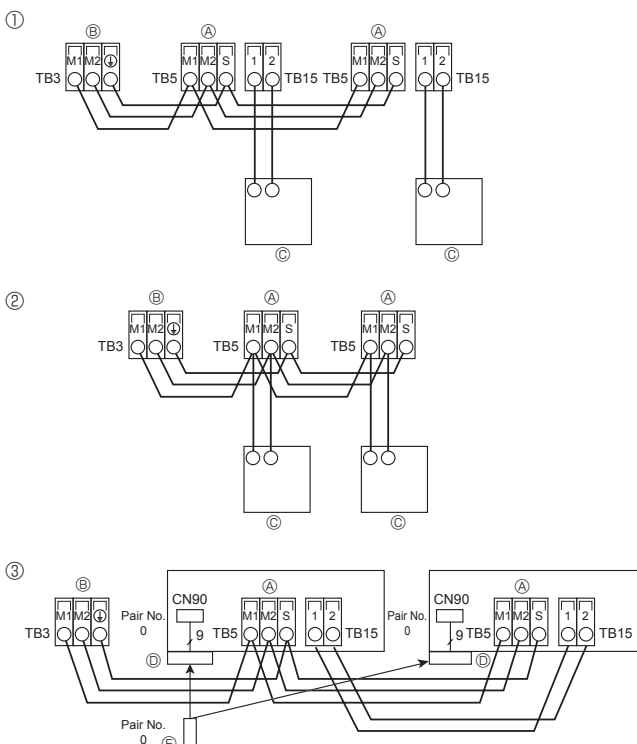 ①
Ⓑ Ⓐ Ⓐ
M1 M2 ⏚ M1 M2 S 1 2 M1 M2 S 1 2
TB3 TB5 TB15 TB5 TB15
Ⓒ Ⓒ
②
Ⓑ Ⓐ Ⓐ
M1 M2 ⏚ M1 M2 S M1 M2 S
TB3 TB5 TB5
Ⓒ Ⓒ
③
Ⓑ Ⓐ Ⓐ
CN90 CN90
M1 M2 ⏚ Pair No. M1 M2 S 1 2 Pair No. M1 M2 S 1 2
TB3 0 9 TB5 TB15 0 9 TB5 TB15
Ⓓ Ⓓ
Pair No.
0 Ⓔ